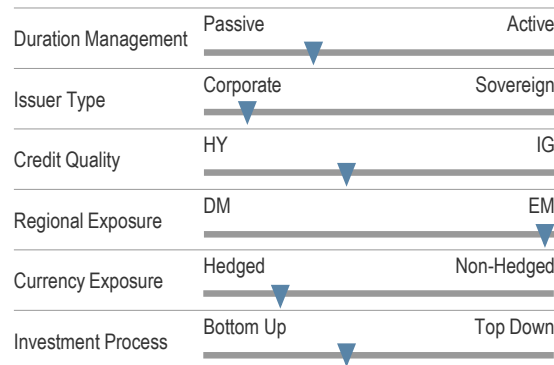 Duration Management Passive Active
Issuer Type Corporate Sovereign
Credit Quality HY IG
Regional Exposure DM EM
Currency Exposure Hedged Non-Hedged
Investment Process Bottom Up Top Down